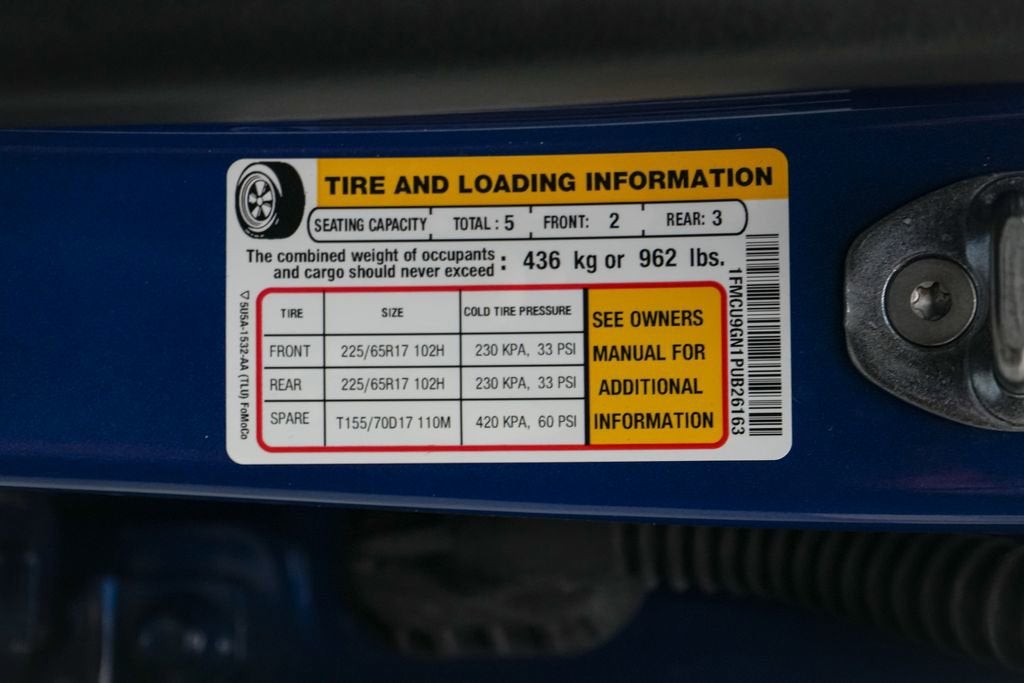 TIRE AND LOADING INFORMATION
SEATING CAPACITY TOTAL : 5 FRONT: 2 REAR: 3
The combined weight of occupants
and cargo should never exceed : 436 kg or 962 lbs.
TIRE SIZE COLD TIRE PRESSURE
FRONT 225/65R17 102H 230 KPA, 33 PSI
REAR 225/65R17 102H 230 KPA, 33 PSI
SPARE T155/70D17 110M 420 KPA, 60 PSI
SEE OWNERS
MANUAL FOR
ADDITIONAL
INFORMATION
5U5A-1532-AA (TLU) FoMoCo
1FMCU9GN1PUB26163